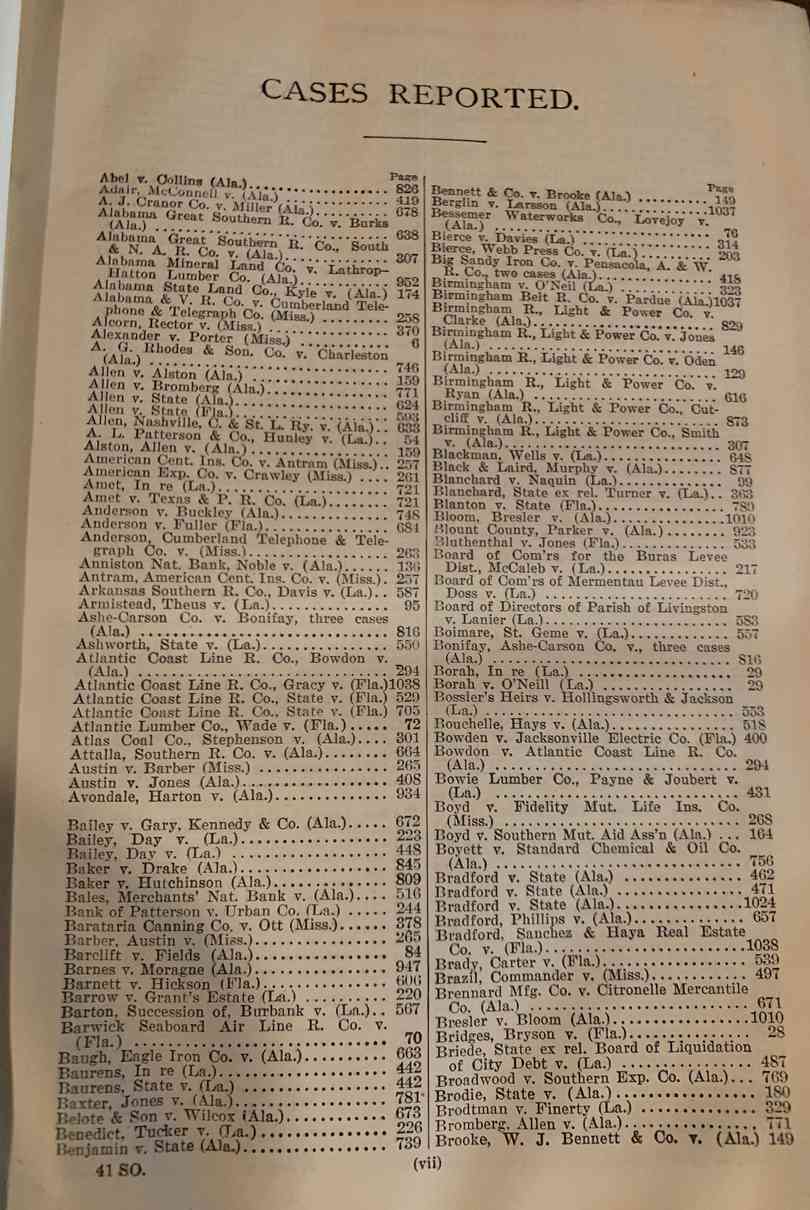 CASES REPORTED.
Page
Abel v. Collins (Ala.)................... 826
Adair, McConnell v. (Ala.)............... 419
A. J. Cranor Co. v. Miller (Ala.)........ 678
Alabama Great Southern R. Co. v. Burks
(Ala.) .................................. 638
Alabama Great Southern R. Co., South
& N. A. R. Co. v. (Ala.)................. 307
Alabama Mineral Land Co. v. Lathrop-
Hatton Lumber Co. (Ala.)................. 952
Alabama State Land Co., Kyle v. (Ala.) 174
Alabama & V. R. Co. v. Cumberland Tele-
phone & Telegraph Co. (Miss.) ........... 258
Alcorn, Rector v. (Miss.) ............... 370
Alexander v. Porter (Miss.) ............. 6
A. G. Rhodes & Son. Co. v. Charleston
(Ala.) .................................. 746
Allen v. Alston (Ala.) .................. 159
Allen v. Bromberg (Ala.)................. 771
Allen v. State (Ala.).................... 624
Allen v. State (Fla.).................... 593
Allen, Nashville, C. & St. L. Ry. v. (Ala.).. 633
A. L. Patterson & Co., Hunley v. (La.).. 54
Alston, Allen v. (Ala.) ................. 159
American Cent. Ins. Co. v. Antram (Miss.).. 257
American Exp. Co. v. Crawley (Miss.) .... 261
Amet, In re (La.)........................ 721
Amet v. Texas & P. R. Co. (La.)........ 721
Anderson v. Buckley (Ala.)............... 748
Anderson v. Fuller (Fla.)................ 684
Anderson, Cumberland Telephone & Tele-
graph Co. v. (Miss.)..................... 263
Anniston Nat. Bank, Noble v. (Ala.)...... 136
Antram, American Cent. Ins. Co. v. (Miss.). 257
Arkansas Southern R. Co., Davis v. (La.).. 587
Armistead, Theus v. (La.)............... 95
Ashe-Carson Co. v. Bonifay, three cases
(Ala.) .................................. 816
Ashworth, State v. (La.)................ 550
Atlantic Coast Line R. Co., Bowdon v.
(Ala.) .................................. 294
Atlantic Coast Line R. Co., Gracy v. (Fla.)1038
Atlantic Coast Line R. Co., State v. (Fla.) 529
Atlantic Coast Line R. Co., State v. (Fla.) 705
Atlantic Lumber Co., Wade v. (Fla.)..... 72
Atlas Coal Co., Stephenson v. (Ala.).... 301
Attalla, Southern R. Co. v. (Ala.)........ 664
Austin v. Barber (Miss.) ................ 265
Austin v. Jones (Ala.)................... 408
Avondale, Harton v. (Ala.).............. 934
Bailey v. Gary, Kennedy & Co. (Ala.)..... 672
Bailey, Day v. (La.)..................... 223
Bailey, Day v. (La.) .................... 448
Baker v. Drake (Ala.).................... 845
Baker v. Hutchinson (Ala.).............. 809
Bales, Merchants' Nat. Bank v. (Ala.).... 516
Bank of Patterson v. Urban Co. (La.) ..... 244
Barataria Canning Co. v. Ott (Miss.)...... 378
Barber, Austin v. (Miss.)................ 265
Barclift v. Fields (Ala.)................ 84
Barnes v. Moragne (Ala.)................. 947
Barnett v. Hickson (Fla.)............... 606
Barrow v. Grant's Estate (La.) .......... 220
Barton, Succession of, Burbank v. (La.).. 567
Barwick Seaboard Air Line R. Co. v.
(Fla.) .................................. 70
Baugh, Eagle Iron Co. v. (Ala.).......... 663
Baurens, In re (La.)..................... 442
Baurens, State v. (La.) ................. 442
Baxter, Jones v. (Ala.).................. 781
Belote & Son v. Wilcox (Ala.)............ 673
Benedict, Tucker v. (La.)............... 226
Benjamin v. State (Ala.)................. 739
41 SO.
Page
Bennett & Co. v. Brooke (Ala.) .......... 149
Berglin v. Larsson (Ala.)................1037
Bessemer Waterworks Co., Lovejoy v.
(Ala.) .................................. 76
Bierce v. Davies (La.) .................. 314
Bierce, Webb Press Co. v. (La.).......... 203
Big Sandy Iron Co. v. Pensacola, A. & W.
R. Co., two cases (Ala.)................. 418
Birmingham v. O'Neil (La.) .............. 323
Birmingham Belt R. Co. v. Pardue (Ala.)1037
Birmingham R., Light & Power Co. v.
Clarke (Ala.)............................ 829
Birmingham R., Light & Power Co. v. Jones
(Ala.) .................................. 146
Birmingham R., Light & Power Co. v. Oden
(Ala.) .................................. 129
Birmingham R., Light & Power Co. v.
Ryan (Ala.) ............................. 616
Birmingham R., Light & Power Co., Cut-
cliff v. (Ala.).......................... 873
Birmingham R., Light & Power Co., Smith
v. (Ala.)................................ 307
Blackman, Wells v. (La.)................. 648
Black & Laird, Murphy v. (Ala.)........ 877
Blanchard v. Naquin (La.)............... 99
Blanchard, State ex rel. Turner v. (La.).. 363
Blanton v. State (Fla.).................. 789
Bloom, Bresler v. (Ala.).................1010
Blount County, Parker v. (Ala.) ........ 923
Bluthenthal v. Jones (Fla.).............. 533
Board of Com'rs for the Buras Levee
Dist., McCaleb v. (La.)................. 217
Board of Com'rs of Mermentau Levee Dist.,
Doss v. (La.) ........................... 720
Board of Directors of Parish of Livingston
v. Lanier (La.).......................... 583
Boimare, St. Geme v. (La.)............. 557
Bonifay, Ashe-Carson Co. v., three cases
(Ala.) .................................. 816
Borah, In re (La.) ...................... 29
Borah v. O'Neill (La.) .................. 29
Bossier's Heirs v. Hollingsworth & Jackson
(La.) ................................... 553
Bouchelle, Hays v. (Ala.)................ 518
Bowden v. Jacksonville Electric Co. (Fla.) 400
Bowdon v. Atlantic Coast Line R. Co.
(Ala.) .................................. 294
Bowie Lumber Co., Payne & Joubert v.
(La.) ................................... 431
Boyd v. Fidelity Mut. Life Ins. Co.
(Miss.) ................................. 268
Boyd v. Southern Mut. Aid Ass'n (Ala.) ... 164
Boyett v. Standard Chemical & Oil Co.
(Ala.) .................................. 756
Bradford v. State (Ala.) ................ 462
Bradford v. State (Ala.) ................ 471
Bradford v. State (Ala.).................1024
Bradford, Phillips v. (Ala.)............. 657
Bradford, Sanchez & Haya Real Estate
Co. v. (Fla.)............................1038
Brady, Carter v. (Fla.).................. 539
Brazil, Commander v. (Miss.)............ 497
Brennard Mfg. Co. v. Citronelle Mercantile
Co. (Ala.) .............................. 671
Bresler v. Bloom (Ala.)..................1010
Bridges, Bryson v. (Fla.)................ 28
Briede, State ex rel. Board of Liquidation
of City Debt v. (La.) ................... 487
Broadwood v. Southern Exp. Co. (Ala.)... 769
Brodie, State v. (Ala.).................. 180
Brodtman v. Finerty (La.) ............... 329
Bromberg, Allen v. (Ala.)................ 771
Brooke, W. J. Bennett & Co. v. (Ala.) 149
(vii)